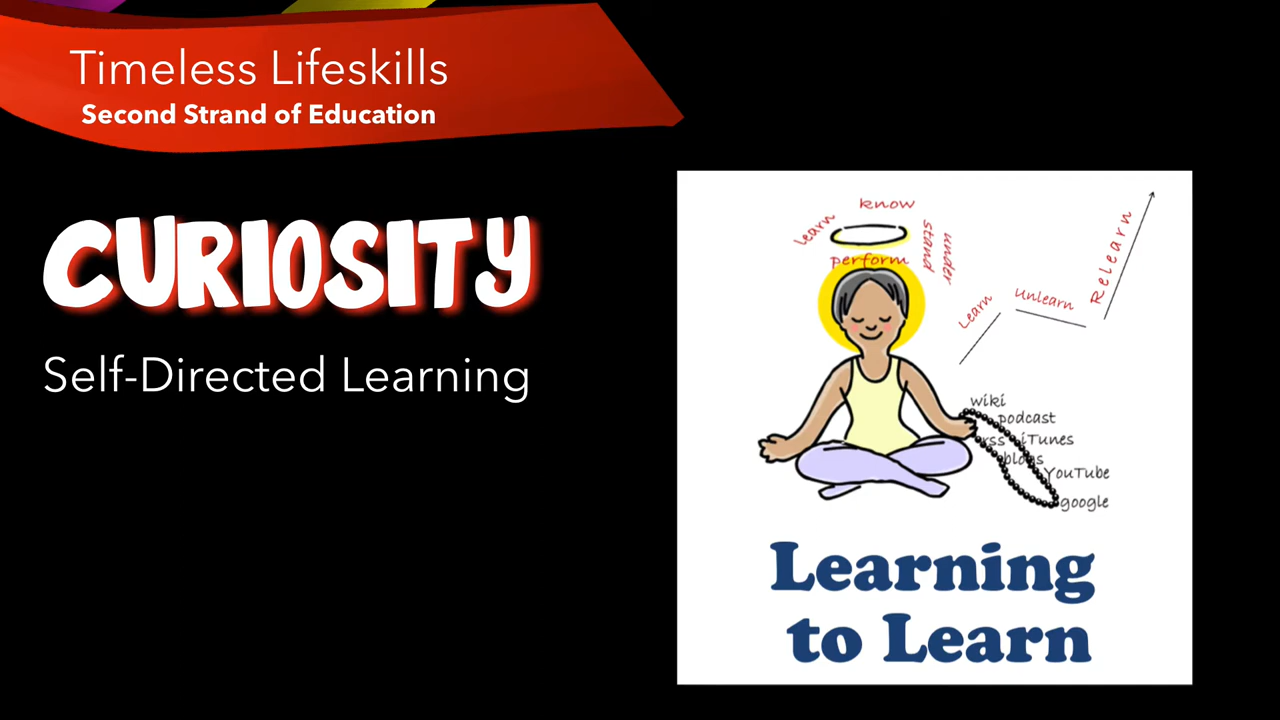 Timeless Lifeskills
Second Strand of Education
CURIOSITY
Self-Directed Learning
know
learn
under
stand
perform
Learn
Unlearn
Relearn
wiki
podcast
rss iTunes
blogs
YouTube
google
Learning
to Learn